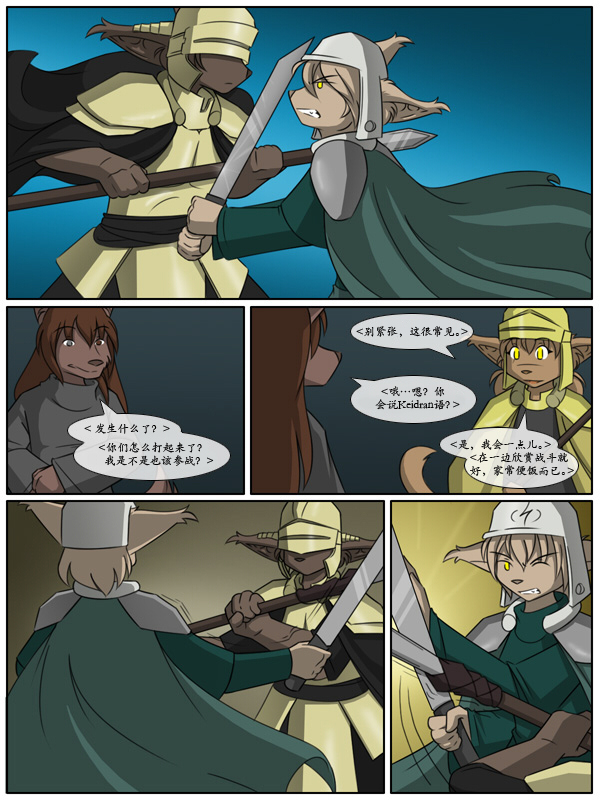 < 发生什么了? >
<你们怎么打起来了?
我是不是也该参战? >
<别紧张，这很常见。>
<哦…嗯? 你
会说Keidran语? >
<是，我会一点儿。>
<在一边欣赏战斗就
好，家常便饭而已。>